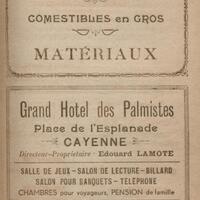 COMESTIBLES en GROS
MATÉRIAUX
Grand Hotel des Palmistes
Place de l'Esplanade
CAYENNE
Directeur-Propriétaire - Edouard LAMOTE
SALLE DE JEUX - SALON DE LECTURE - BILLARD
SALON POUR BANQUETS - TELÉPHONE
CHAMBRES pour voyageurs, PENSION de famille